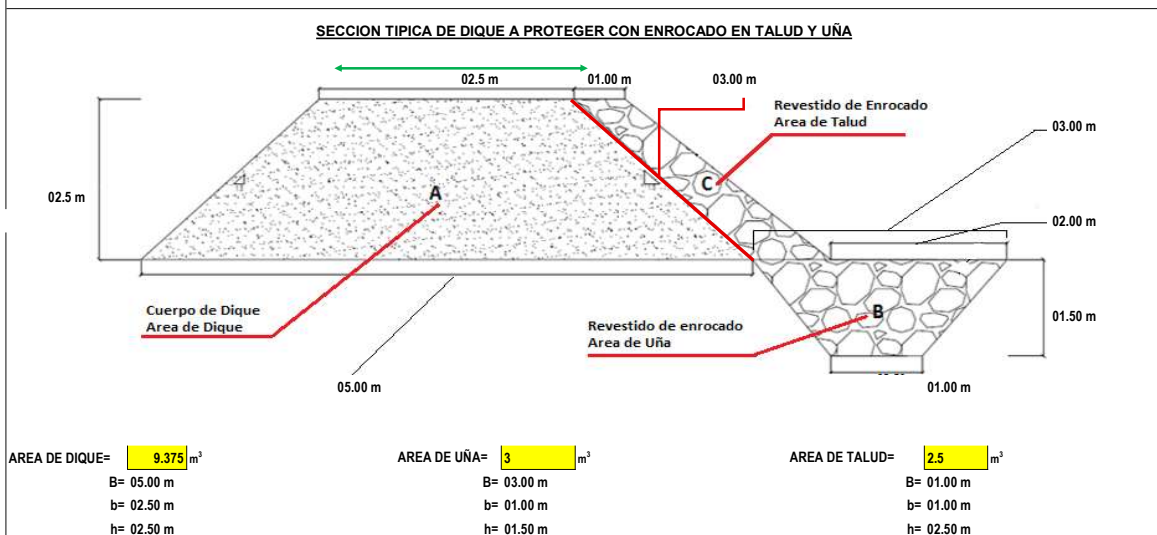 SECCION TIPICA DE DIQUE A PROTEGER CON ENROCADO EN TALUD Y UÑA
02.5 m
01.00 m
03.00 m
Revestido de Enrocado
Area de Talud
03.00 m
02.5 m
A
C
02.00 m
Cuerpo de Dique
Area de Dique
Revestido de enrocado
Area de Uña
B
01.50 m
05.00 m
01.00 m
AREA DE DIQUE= 9.375 m³
B= 05.00 m
b= 02.50 m
h= 02.50 m
AREA DE UÑA= 3 m³
B= 03.00 m
b= 01.00 m
h= 01.50 m
AREA DE TALUD= 2.5 m³
B= 01.00 m
b= 01.00 m
h= 02.50 m